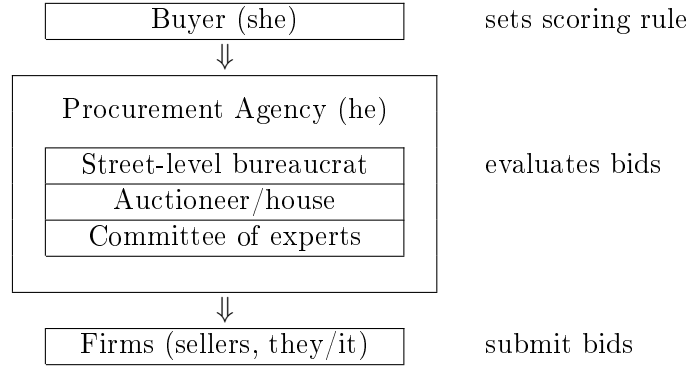 Buyer (she) sets scoring rule
⇓
Procurement Agency (he)
Street-level bureaucrat evaluates bids
Auctioneer/house
Committee of experts
⇓
Firms (sellers, they/it) submit bids